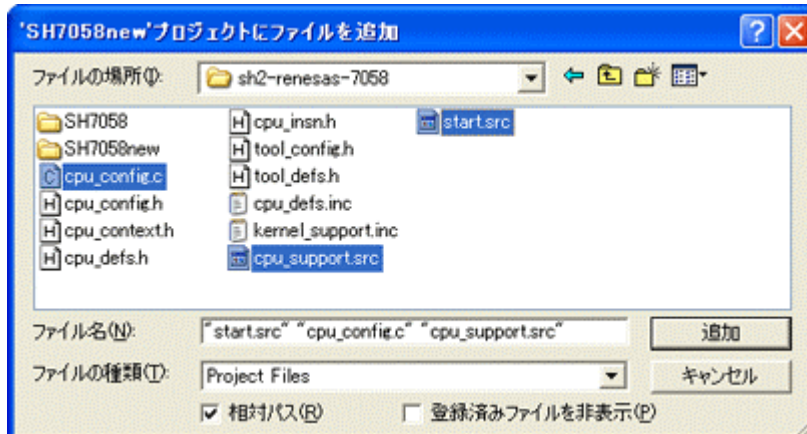 'SH7058new'プロジェクトにファイルを追加
ファイルの場所(I):
sh2-renesas-7058
SH7058
SH7058new
cpu_config.c
cpu_config.h
cpu_context.h
cpu_defs.h
cpu_insn.h
tool_config.h
tool_defs.h
cpu_defs.inc
kernel_support.inc
cpu_support.src
start.src
ファイル名(N):
"start.src" "cpu_config.c" "cpu_support.src"
追加
ファイルの種類(T):
Project Files
キャンセル
相対パス(R)
登録済みファイルを非表示(P)